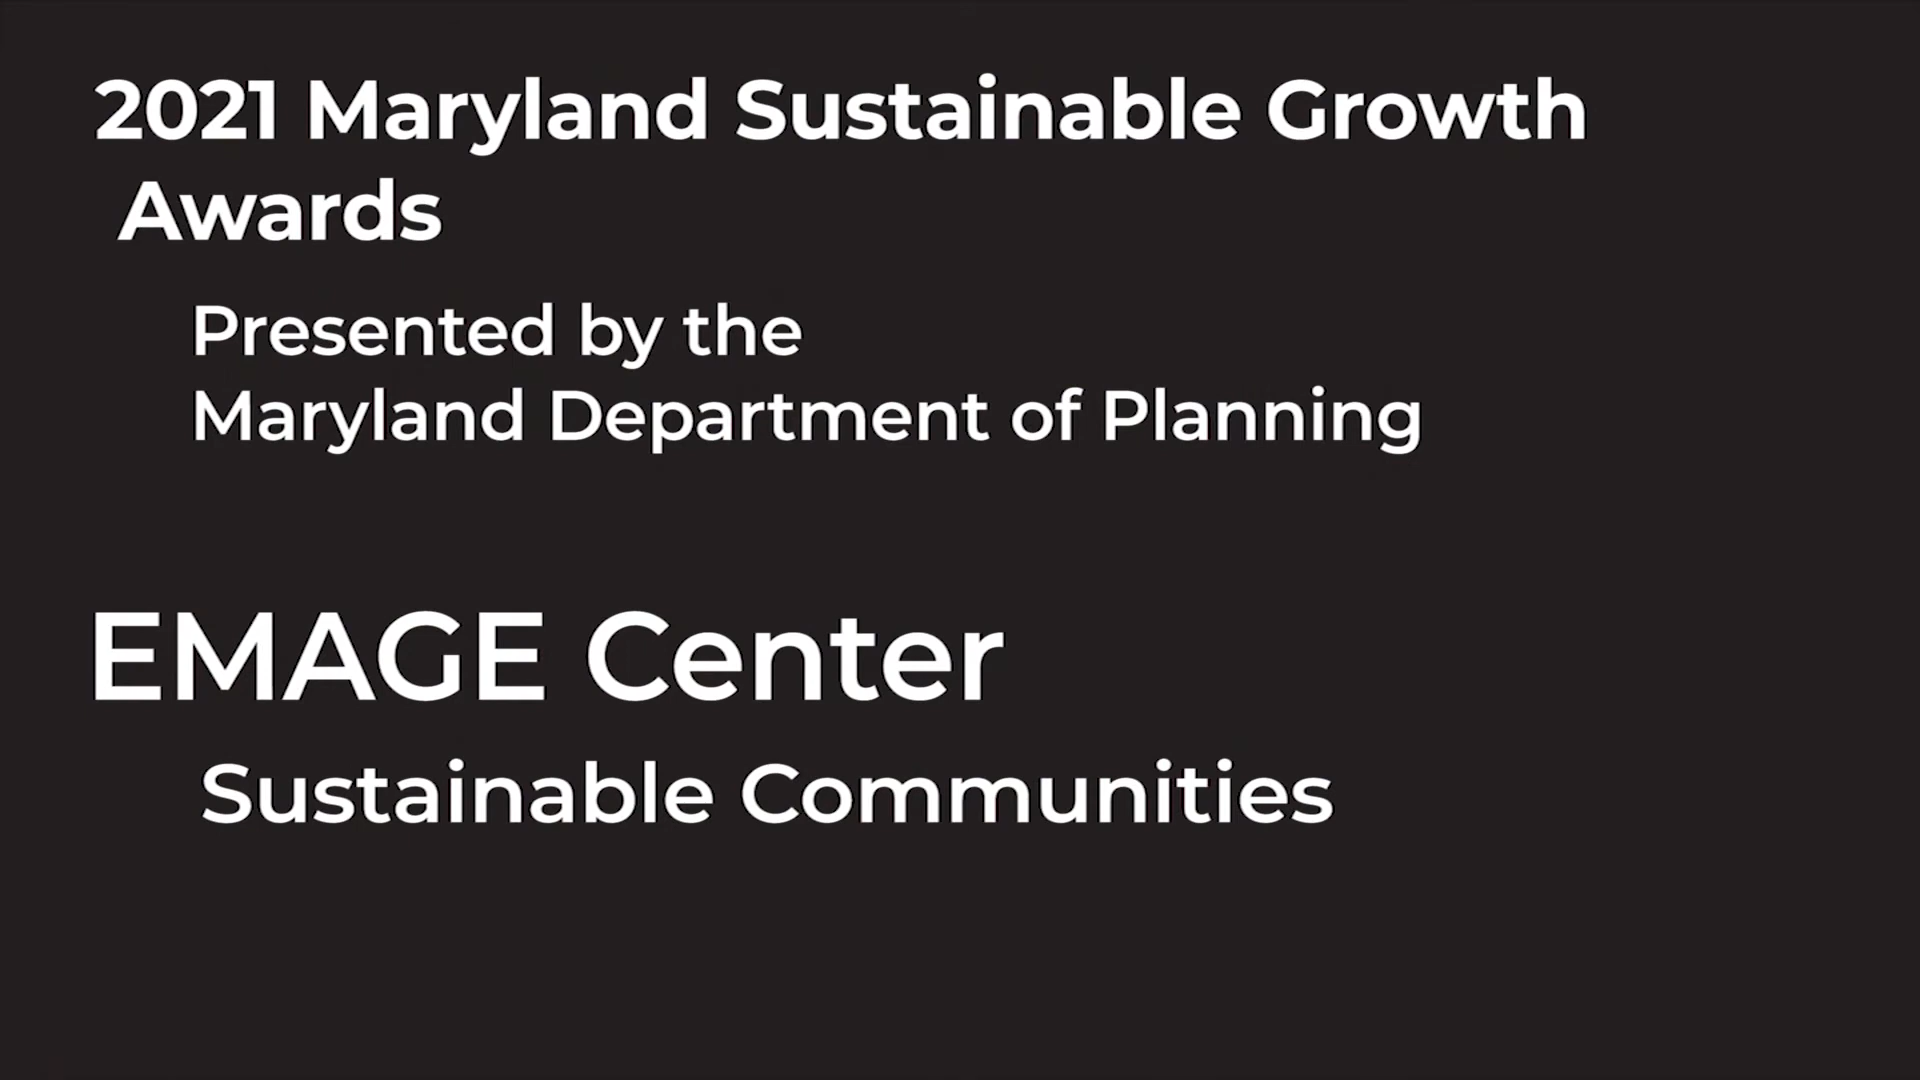 2021 Maryland Sustainable Growth
Awards
Presented by the
Maryland Department of Planning
EMAGE Center
Sustainable Communities